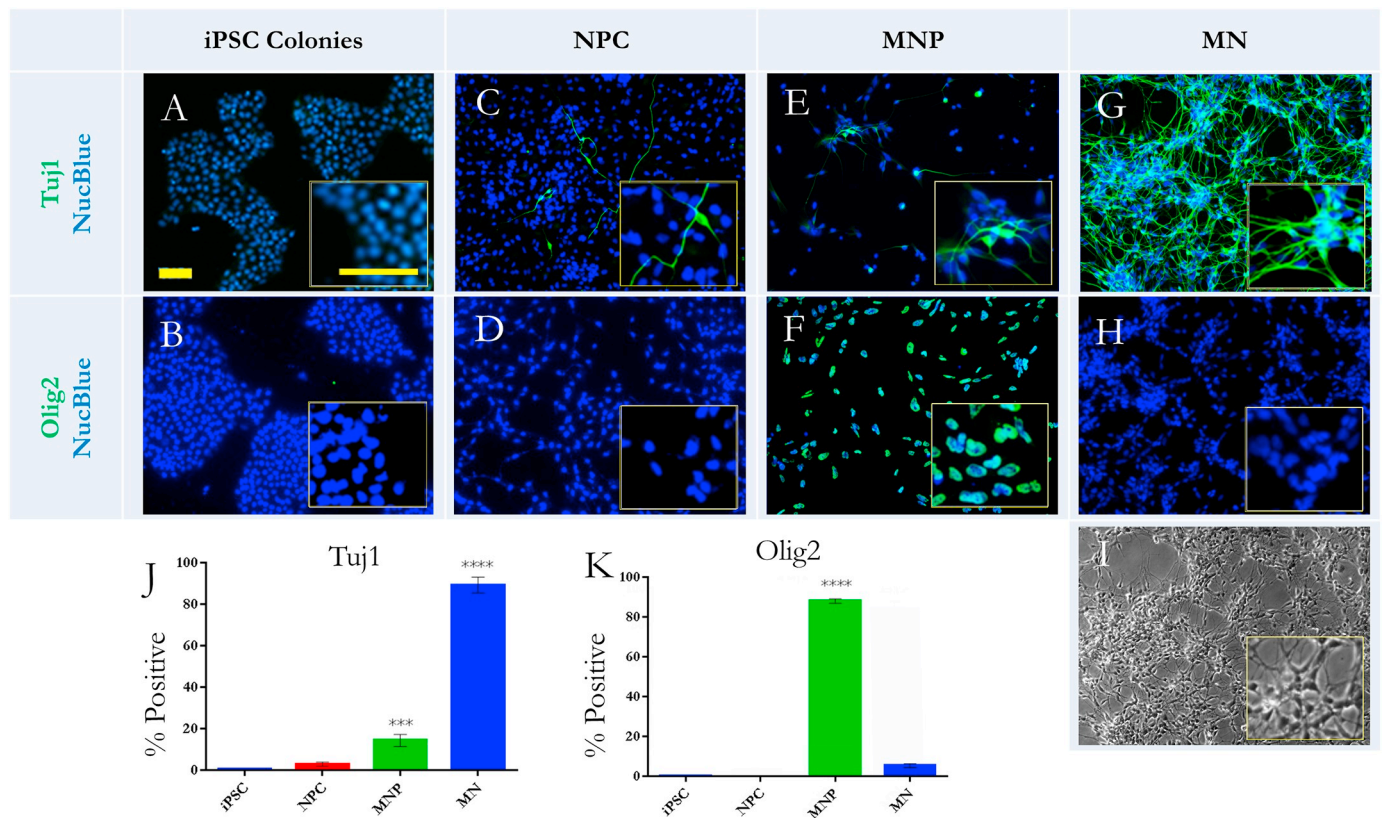 iPSC Colonies NPC MNP MN
Tuj1
NucBlue
A C E G
Olig2
NucBlue
B D F H
I
J Tuj1
% Positive
100
80
60
40
20
0
***
****
iPSC NPC MNP MN
K Olig2
% Positive
100
80
60
40
20
0
****
iPSC NPC MNP MN